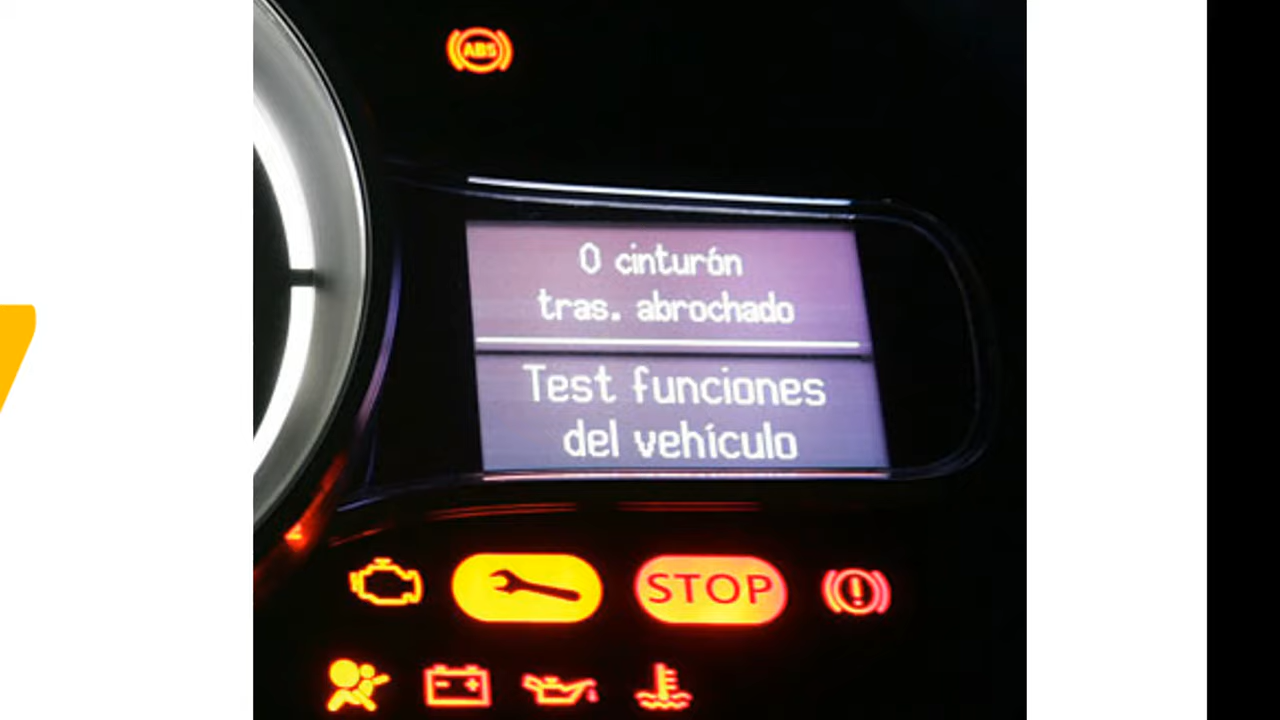 ABS
0 cinturón
tras. abrochado
Test funciones
del vehículo
STOP